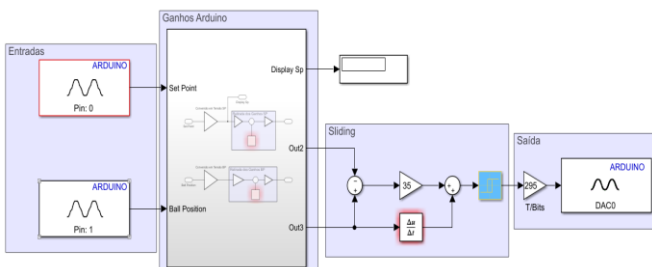 Ganhos Arduino
Entradas
ARDUINO
Pin: 0
Set Point
Display Sp
Sliding
Saída
Out2
35
295
T/Bits
ARDUINO
DAC0
ARDUINO
Pin: 1
Ball Position
Out3
Δu
Δt